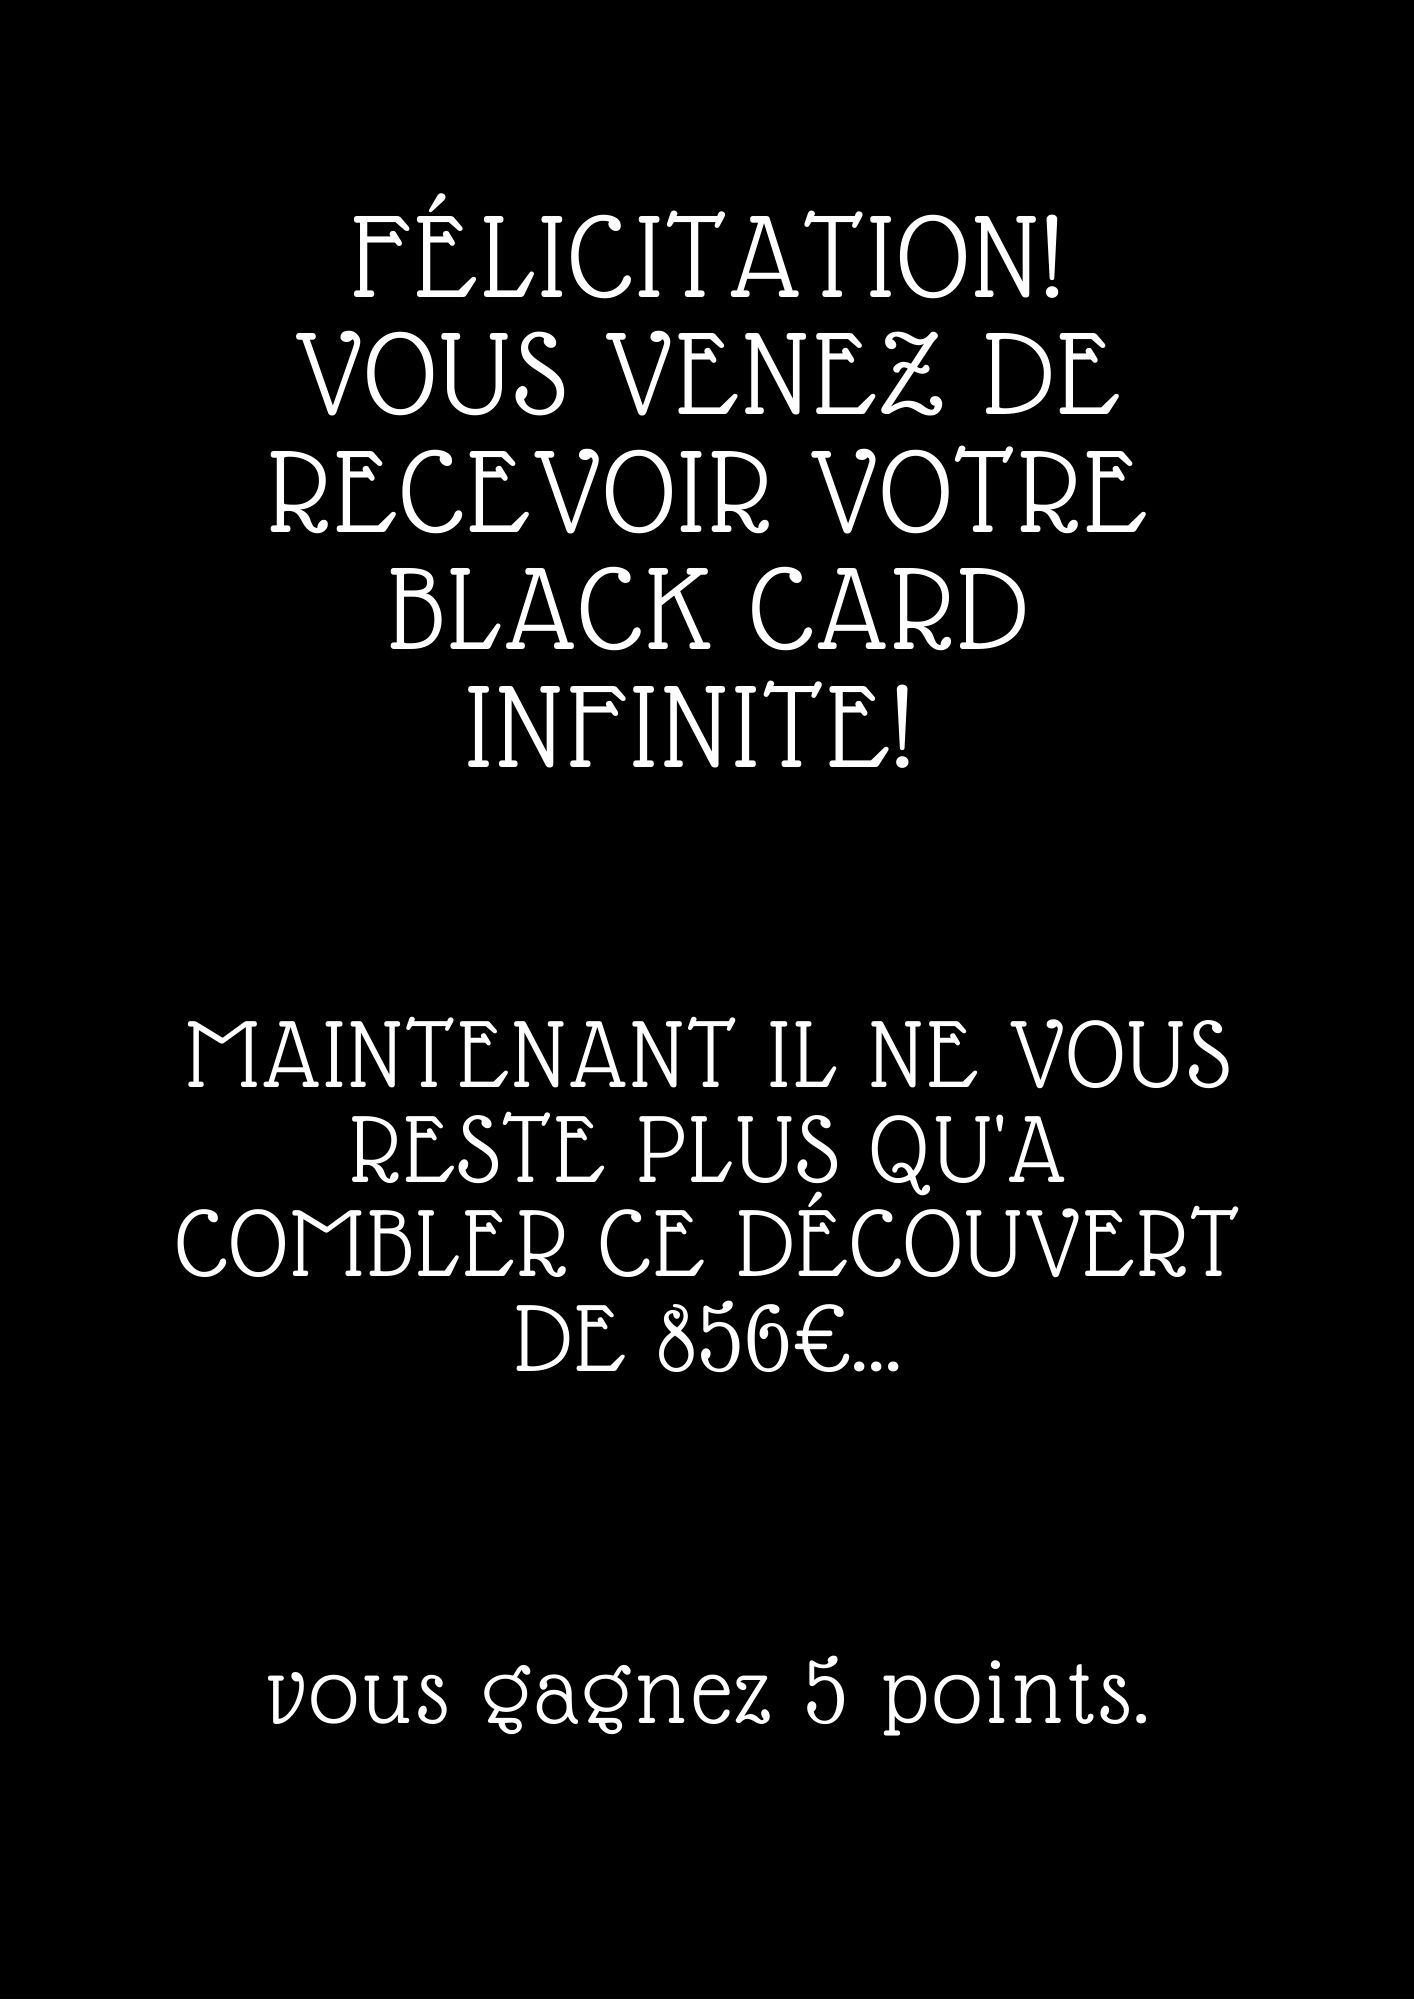 FÉLICITATION!
VOUS VENEZ DE
RECEVOIR VOTRE
BLACK CARD
INFINITE!
MAINTENANT IL NE VOUS
RESTE PLUS QU'A
COMBLER CE DÉCOUVERT
DE 856€...
vous gagnez 5 points.